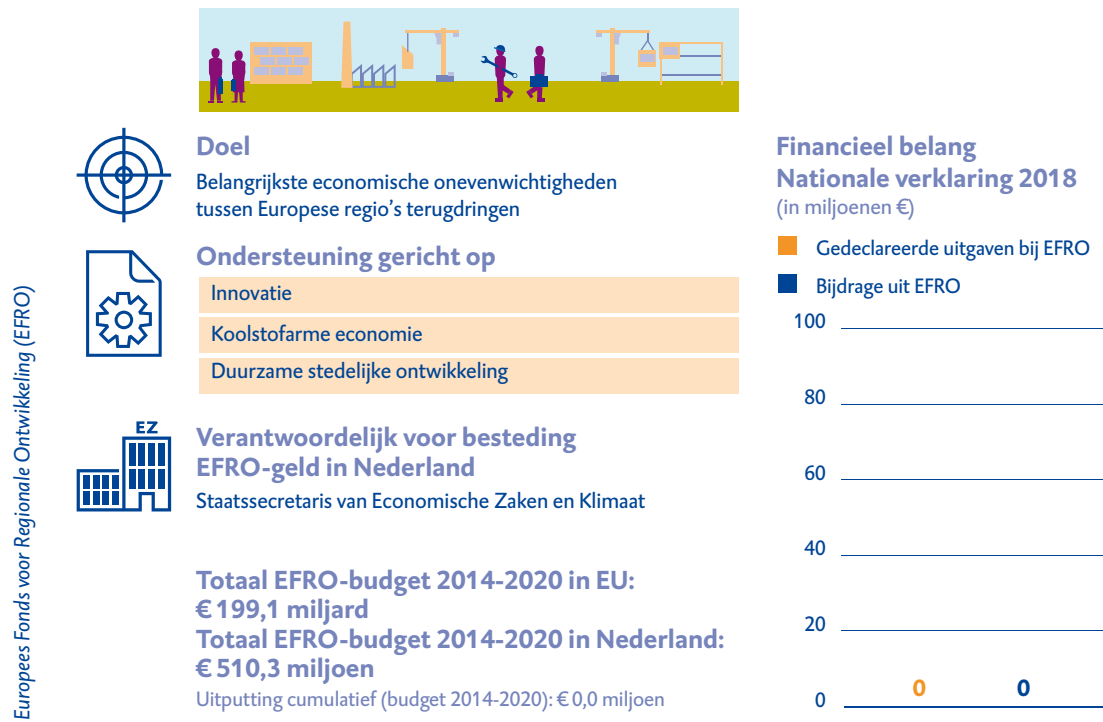 Europees Fonds voor Regionale Ontwikkeling (EFRO)
Doel
Belangrijkste economische onevenwichtigheden
tussen Europese regio's terugdringen
Ondersteuning gericht op
Innovatie
Koolstofarme economie
Duurzame stedelijke ontwikkeling
EZ
Verantwoordelijk voor besteding
EFRO-geld in Nederland
Staatssecretaris van Economische Zaken en Klimaat
Totaal EFRO-budget 2014-2020 in EU:
€ 199,1 miljard
Totaal EFRO-budget 2014-2020 in Nederland:
€ 510,3 miljoen
Uitputting cumulatief (budget 2014-2020): € 0,0 miljoen
Financieel belang
Nationale verklaring 2018
(in miljoenen €)
Gedeclareerde uitgaven bij EFRO
Bijdrage uit EFRO
100
80
60
40
20
0
0 0